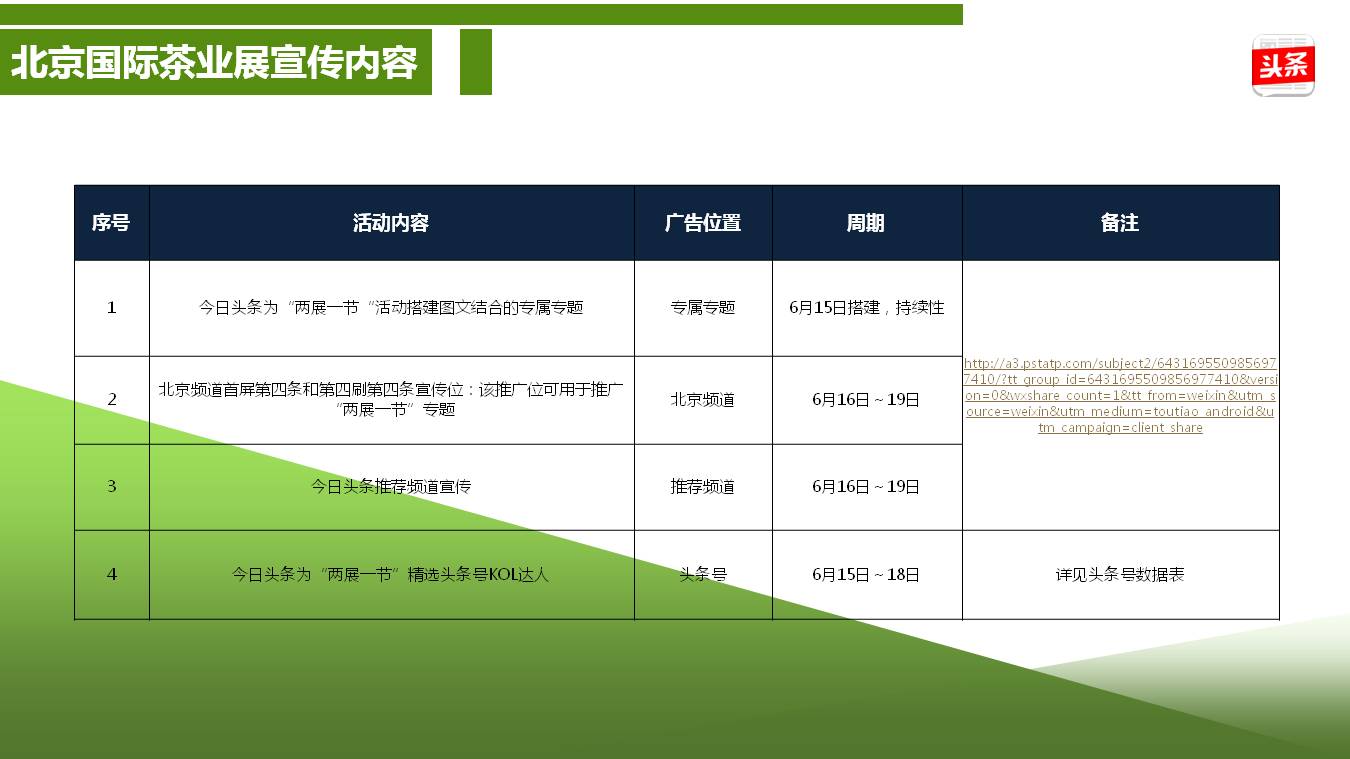 北京国际茶业展宣传内容
头条
序号
活动内容
广告位置
周期
备注
1
今日头条为“两展一节“活动搭建图文结合的专属专题
专属专题
6月15日搭建，持续性
http://a3.pstatp.com/subject2/643169550985697
7410/?tt_group_id=6431695509856977410&versi
on=0&wxshare_count=1&tt_from=weixin&utm_s
ource=weixin&utm_medium=toutiao_android&u
tm_campaign=client_share
2
北京频道首屏第四条和第四刷第四条宣传位：该推广位可用于推广
“两展一节”专题
北京频道
6月16日～19日
3
今日头条推荐频道宣传
推荐频道
6月16日～19日
4
今日头条为“两展一节”精选头条号KOL达人
头条号
6月15日～18日
详见头条号数据表